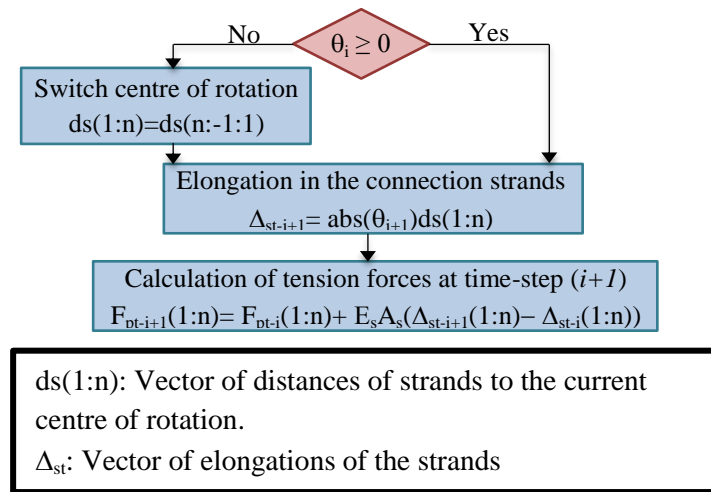 No
θi ≥ 0
Yes
Switch centre of rotation
ds(1:n)=ds(n:-1:1)
Elongation in the connection strands
Δst-i+1= abs(θi+1)ds(1:n)
Calculation of tension forces at time-step (i+1)
Fpt-i+1(1:n)= Fpt-i(1:n)+ EsAs(Δst-i+1(1:n)− Δst-i(1:n))
ds(1:n): Vector of distances of strands to the current
centre of rotation.
Δst: Vector of elongations of the strands